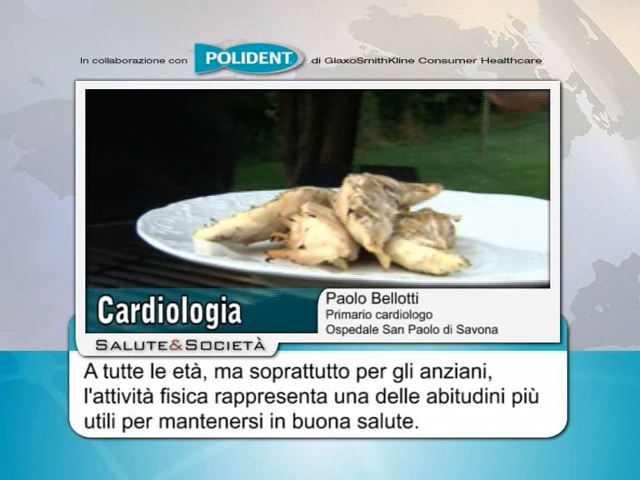 In collaborazione con POLIDENT di GlaxoSmithKline Consumer Healthcare
Cardiologia
Paolo Bellotti
Primario cardiologo
Ospedale San Paolo di Savona
SALUTE&SOCIETÀ
A tutte le età, ma soprattutto per gli anziani,
l'attività fisica rappresenta una delle abitudini più
utili per mantenersi in buona salute.